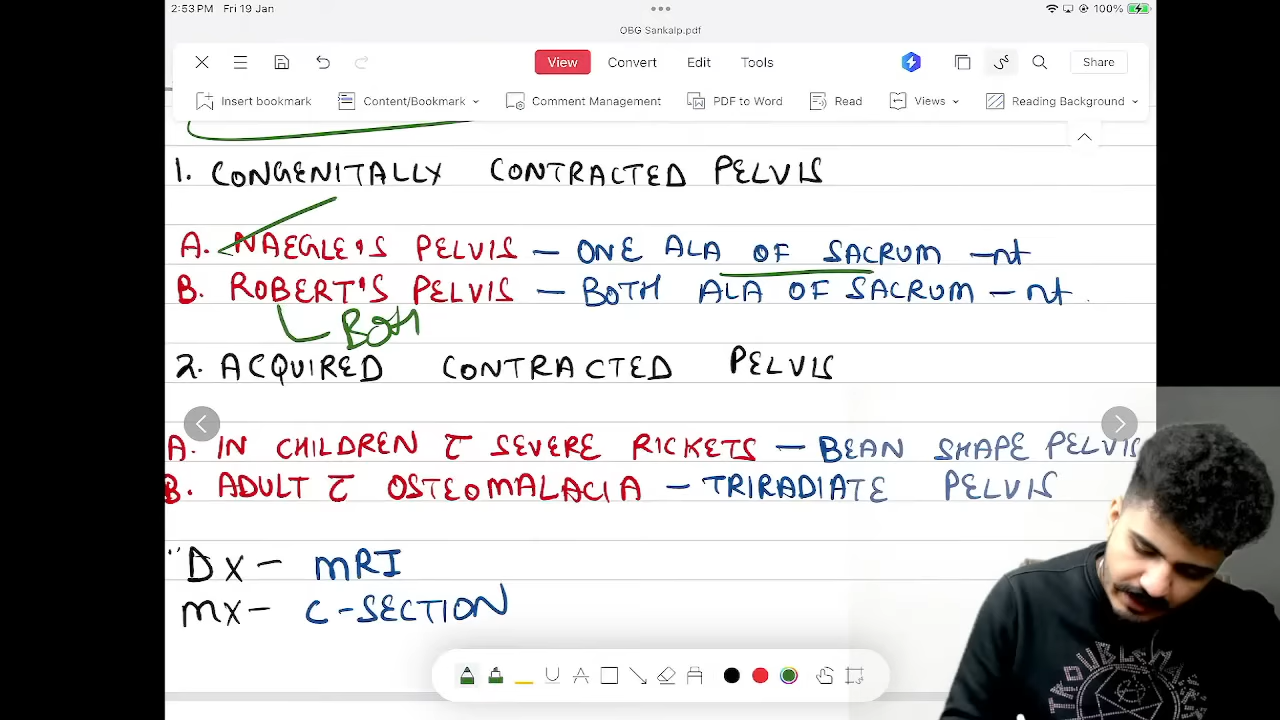 2:53 PM Fri 19 Jan
100%
OBG Sankalp.pdf
View Convert Edit Tools Share
Insert bookmark Content/Bookmark Comment Management PDF to Word Read Views Reading Background
1. CONGENITALLY CONTRACTED PELVIS
A. NAEGLE'S PELVIS – ONE ALA OF SACRUM –nt
B. ROBERT'S PELVIS – BOTH ALA OF SACRUM – nt
BOTH
2. ACQUIRED CONTRACTED PELVIS
A. IN CHILDREN SEVERE RICKETS – BEAN SHAPE PELVIS
B. ADULT OSTEOMALACIA – TRIRADIATE PELVIS
Dx – MRI
mx – C-SECTION
TROUBLEMA